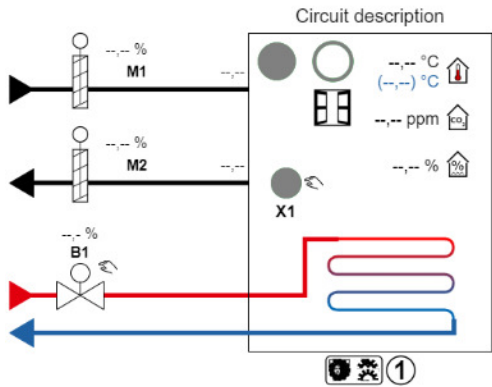 Circuit description
--,-- %
M1
--,--
--,-- °C
(--,--) °C
--,-- ppm
CO₂
--,-- %
M2
--,--
--,-- %
%
X1
--,- %
B1
1